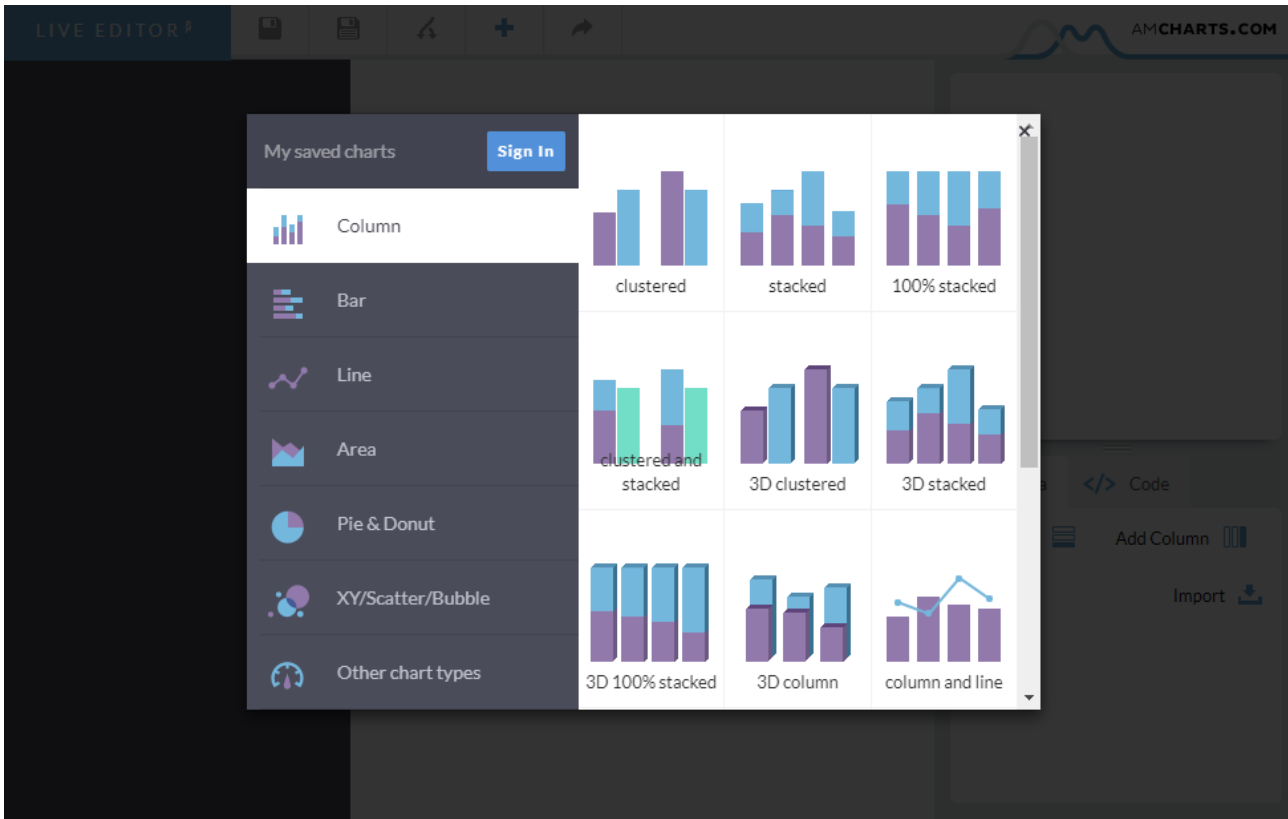 LIVE EDITOR β
AMCHARTS.COM
My saved charts
Sign In
Column
Bar
Line
Area
Pie & Donut
XY/Scatter/Bubble
Other chart types
clustered
stacked
100% stacked
clustered and
stacked
3D clustered
3D stacked
3D 100% stacked
3D column
column and line
a
</> Code
Add Column
Import